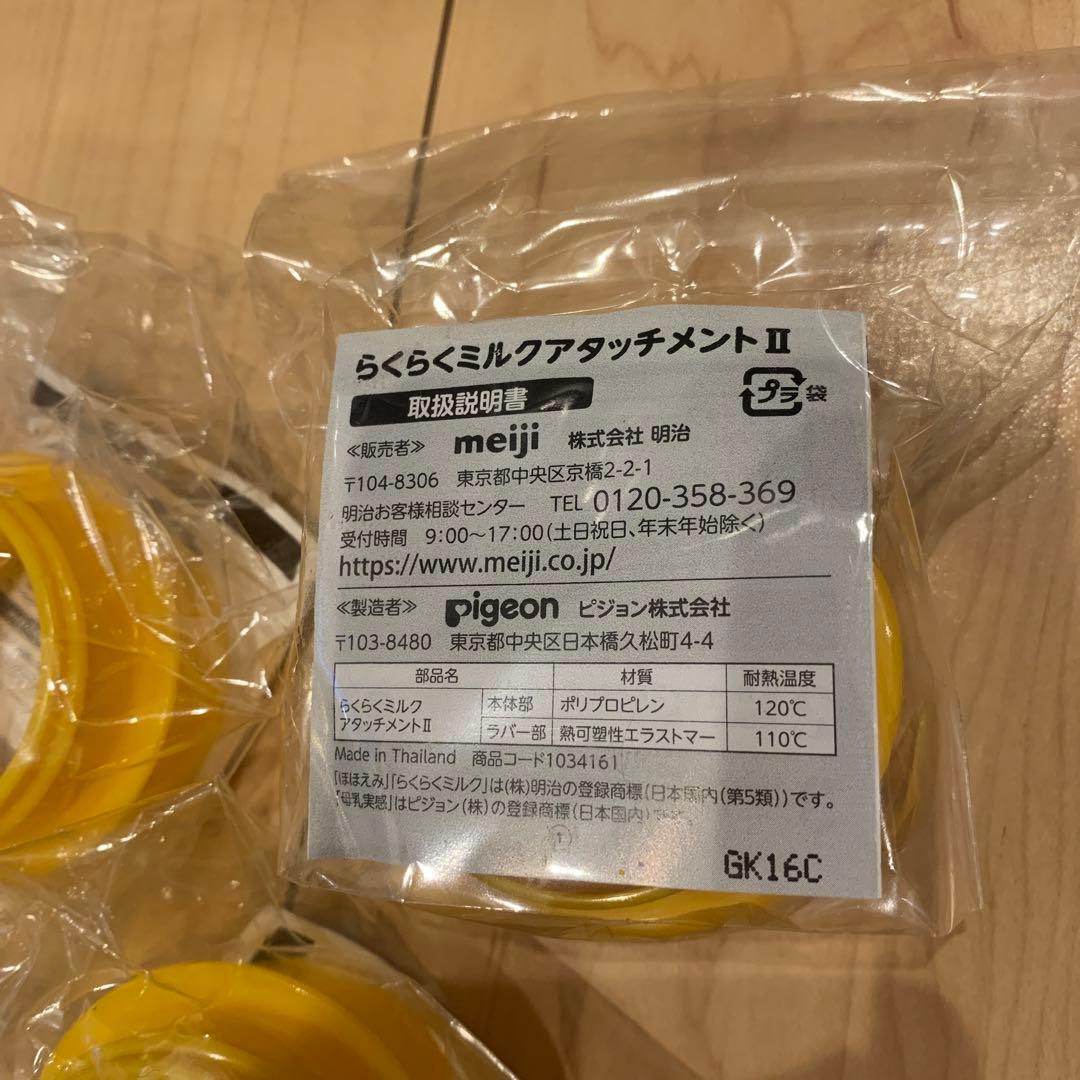 らくらくミルクアタッチメントⅡ
取扱説明書
プラ 袋
≪販売者≫ meiji 株式会社 明治
〒104-8306 東京都中央区京橋2-2-1
明治お客様相談センター TEL 0120-358-369
受付時間 9:00～17:00(土日祝日、年末年始除く)
https://www.meiji.co.jp/
≪製造者≫ pigeon ピジョン株式会社
〒103-8480 東京都中央区日本橋久松町4-4
部品名 材質 耐熱温度
らくらくミルク
アタッチメントⅡ
本体部 ポリプロピレン 120℃
ラバー部 熱可塑性エラストマー 110℃
Made in Thailand 商品コード1034161
「ほほえみ」「らくらくミルク」は(株)明治の登録商標(日本国内(第5類))です。
「母乳実感」はピジョン(株)の登録商標(日本国内)です。
①
GK16C